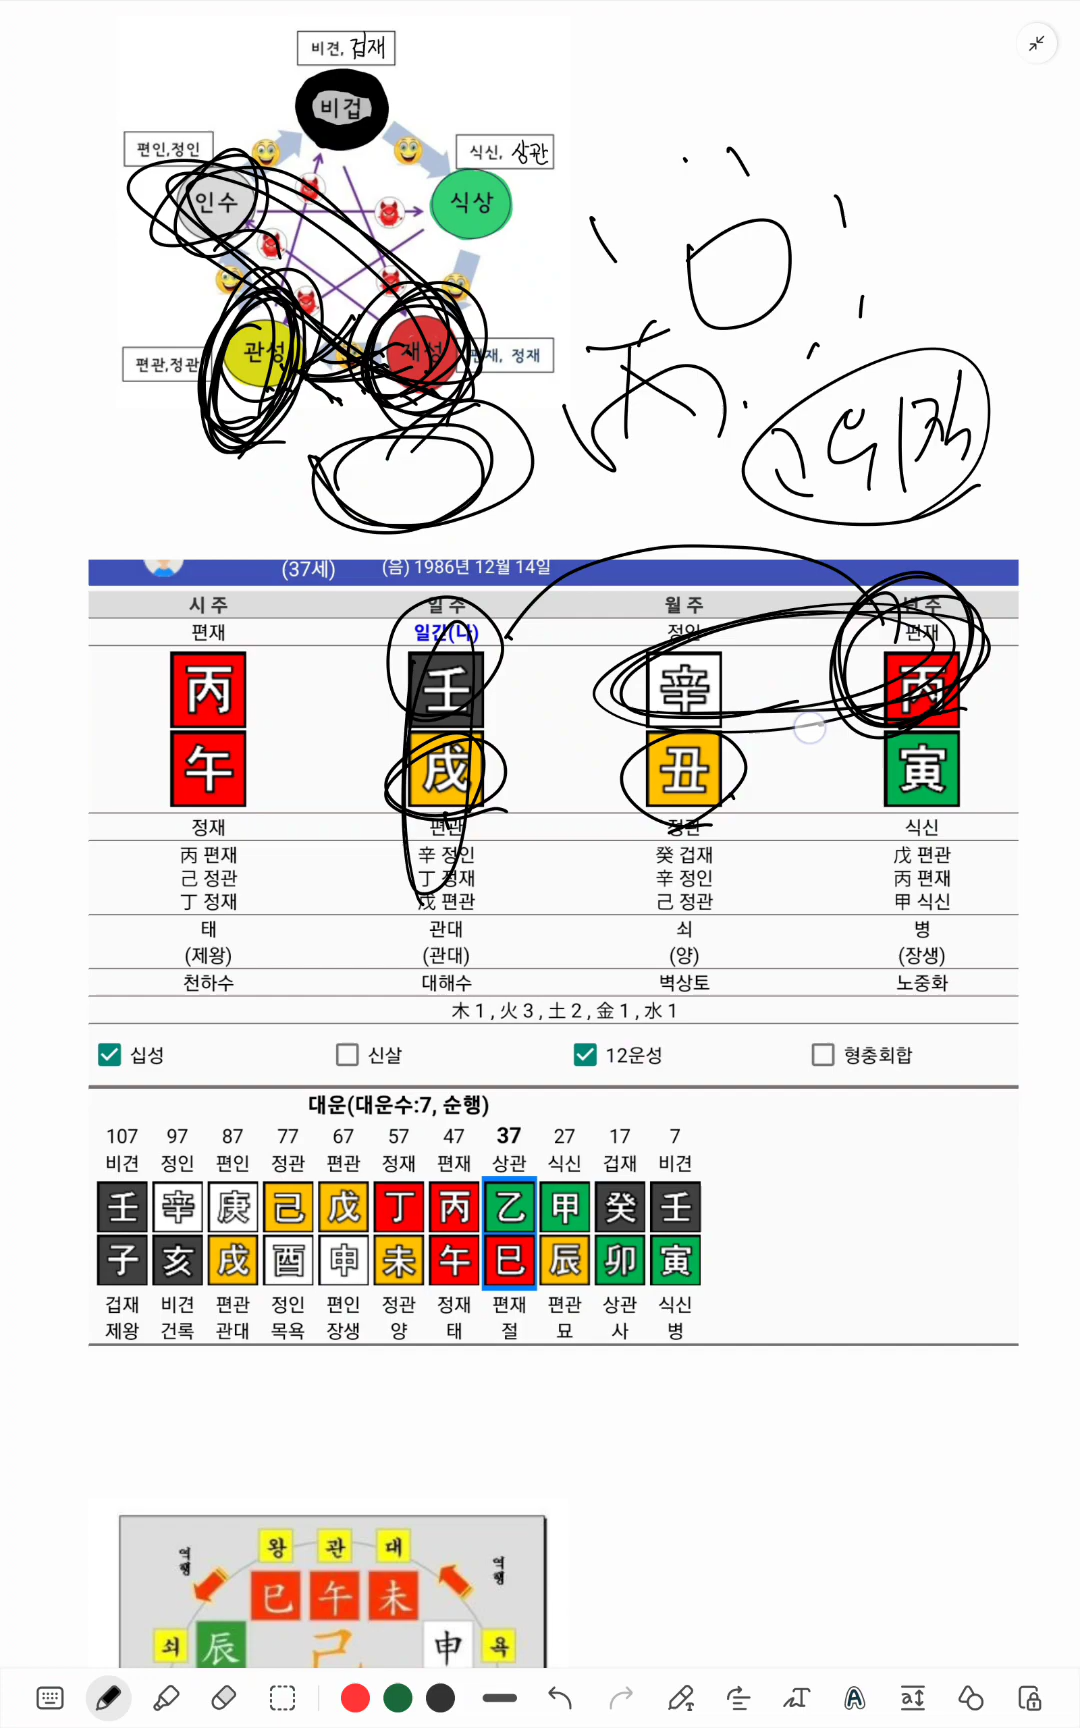 비견, 겁재
비겁
편인,정인
식신, 상관
인수
식상
관성
재성
편관,정관
편재, 정재
(37세) (음) 1986년 12월 14일
시 주 일 주 월 주 년 주
편재 일간(나) 정인 편재
丙 壬 辛 丙
午 戌 丑 寅
정재 편관 정관 식신
丙 편재 辛 정인 癸 겁재 戊 편관
己 정관 丁 정재 辛 정인 丙 편재
丁 정재 戊 편관 己 정관 甲 식신
태 관대 쇠 병
(제왕) (관대) (양) (장생)
천하수 대해수 벽상토 노중화
木 1 , 火 3 , 土 2 , 金 1 , 水 1
십성 신살 12운성 형충회합
대운(대운수:7, 순행)
107 97 87 77 67 57 47 37 27 17 7
비견 정인 편인 정관 편관 정재 편재 상관 식신 겁재 비견
壬 辛 庚 己 戊 丁 丙 乙 甲 癸 壬
子 亥 戌 酉 申 未 午 巳 辰 卯 寅
겁재 비견 편관 정인 편인 정관 정재 편재 편관 상관 식신
제왕 건록 관대 목욕 장생 양 태 절 묘 사 병
왕 관 대
역행 역행
巳 午 未
쇠 辰 己 申 욕